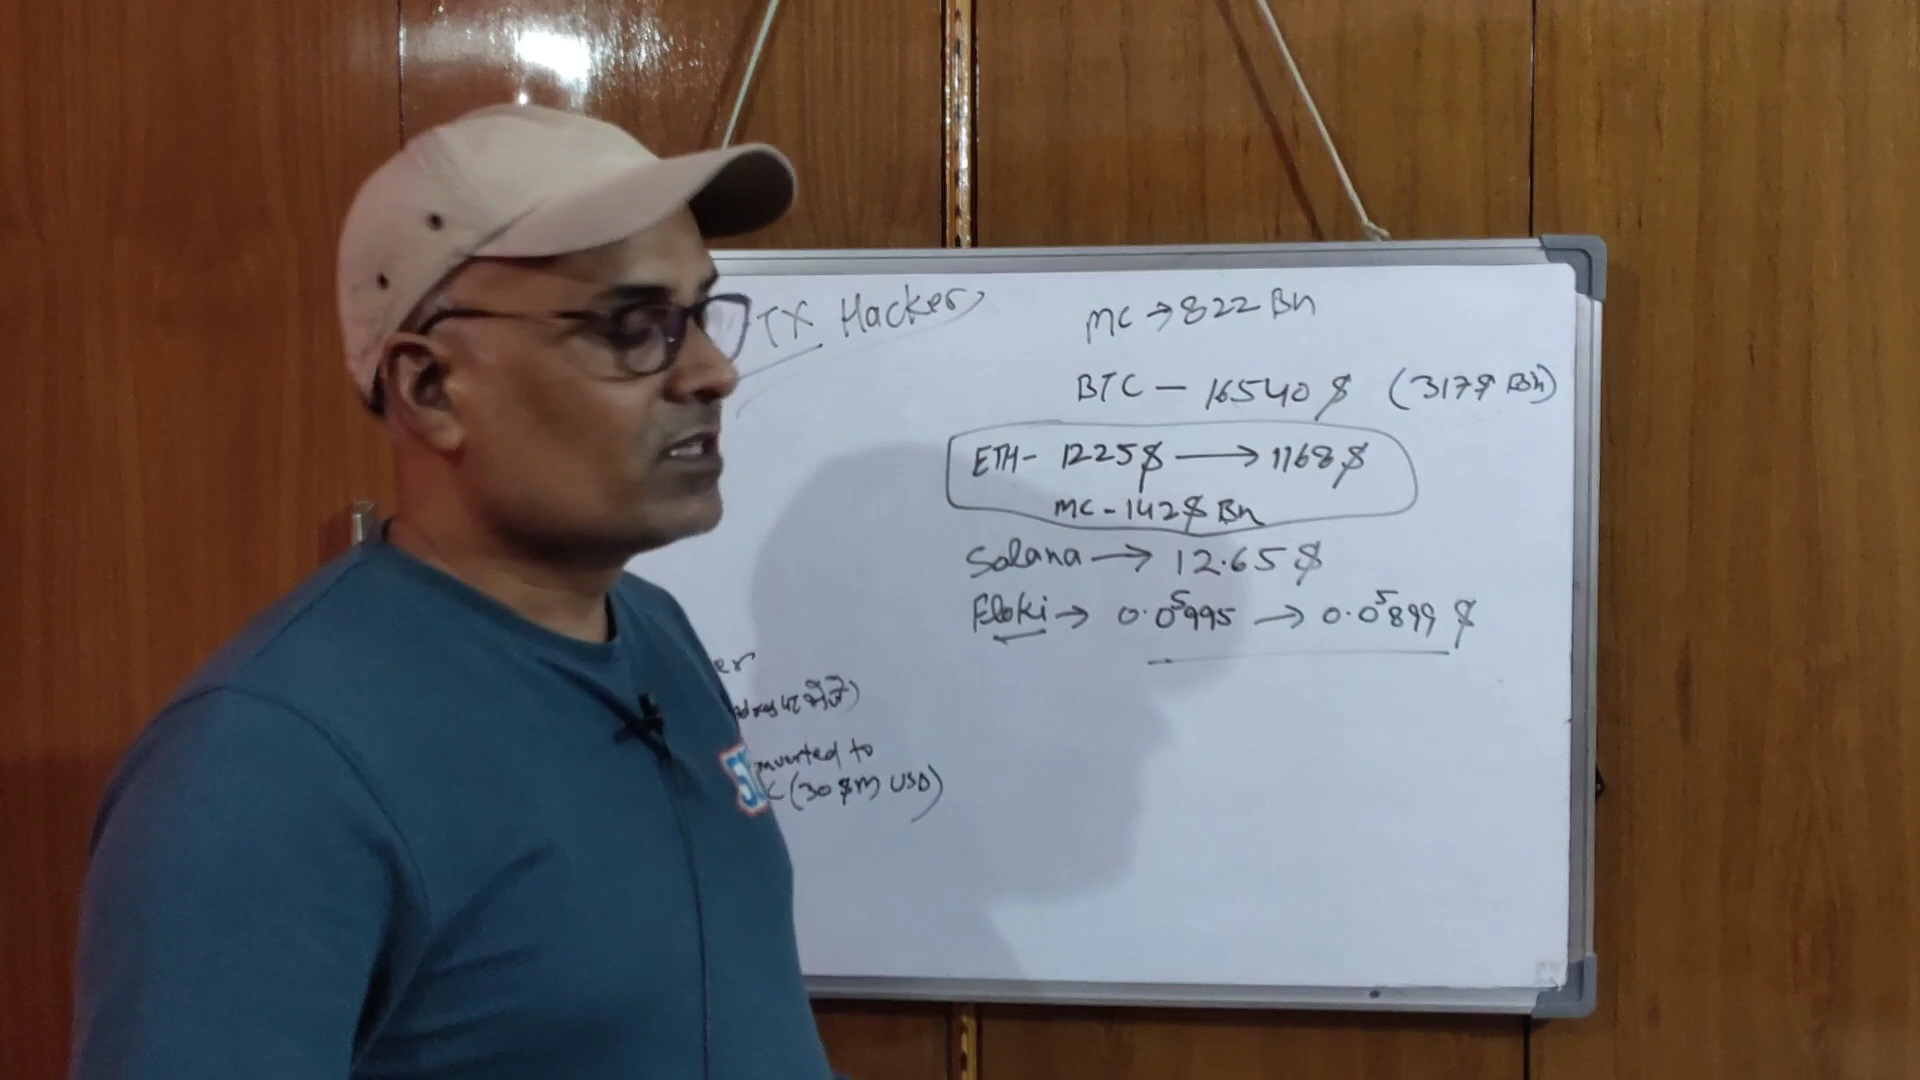 TX Hacker
MC → 822 Bn
BTC - 16540 $ (317$ Bn)
ETH - 1225$ → 1168$
MC - 142$ Bn
Solana → 12.65 $
Floki → 0.0⁵995 → 0.0⁵899 $
er
nverted to
C (30 $m USD)